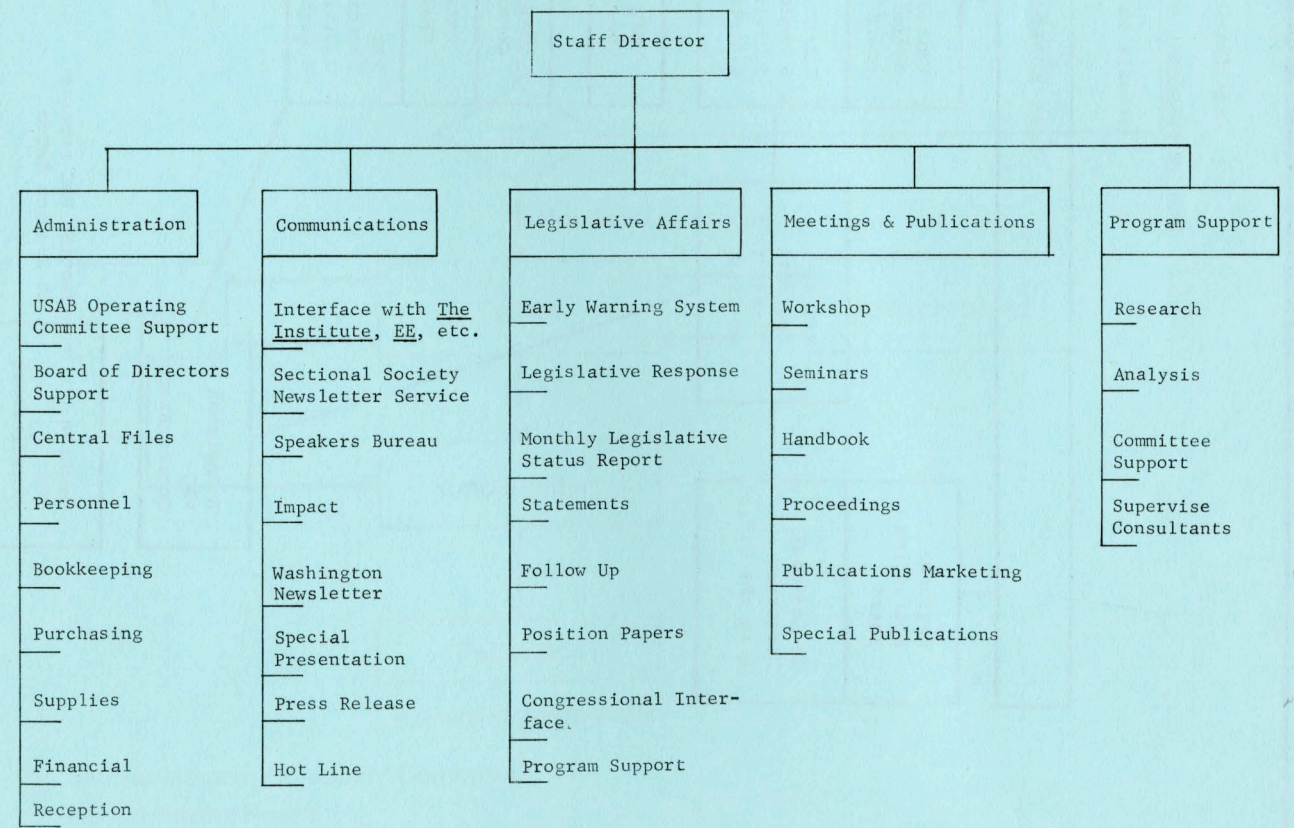 Staff Director
Administration
USAB Operating
Committee Support
Board of Directors
Support
Central Files
Personnel
Bookkeeping
Purchasing
Supplies
Financial
Reception
Communications
Interface with The
Institute, EE, etc.
Sectional Society
Newsletter Service
Speakers Bureau
Impact
Washington
Newsletter
Special
Presentation
Press Release
Hot Line
Legislative Affairs
Early Warning System
Legislative Response
Monthly Legislative
Status Report
Statements
Follow Up
Position Papers
Congressional Inter-
face.
Program Support
Meetings & Publications
Workshop
Seminars
Handbook
Proceedings
Publications Marketing
Special Publications
Program Support
Research
Analysis
Committee
Support
Supervise
Consultants